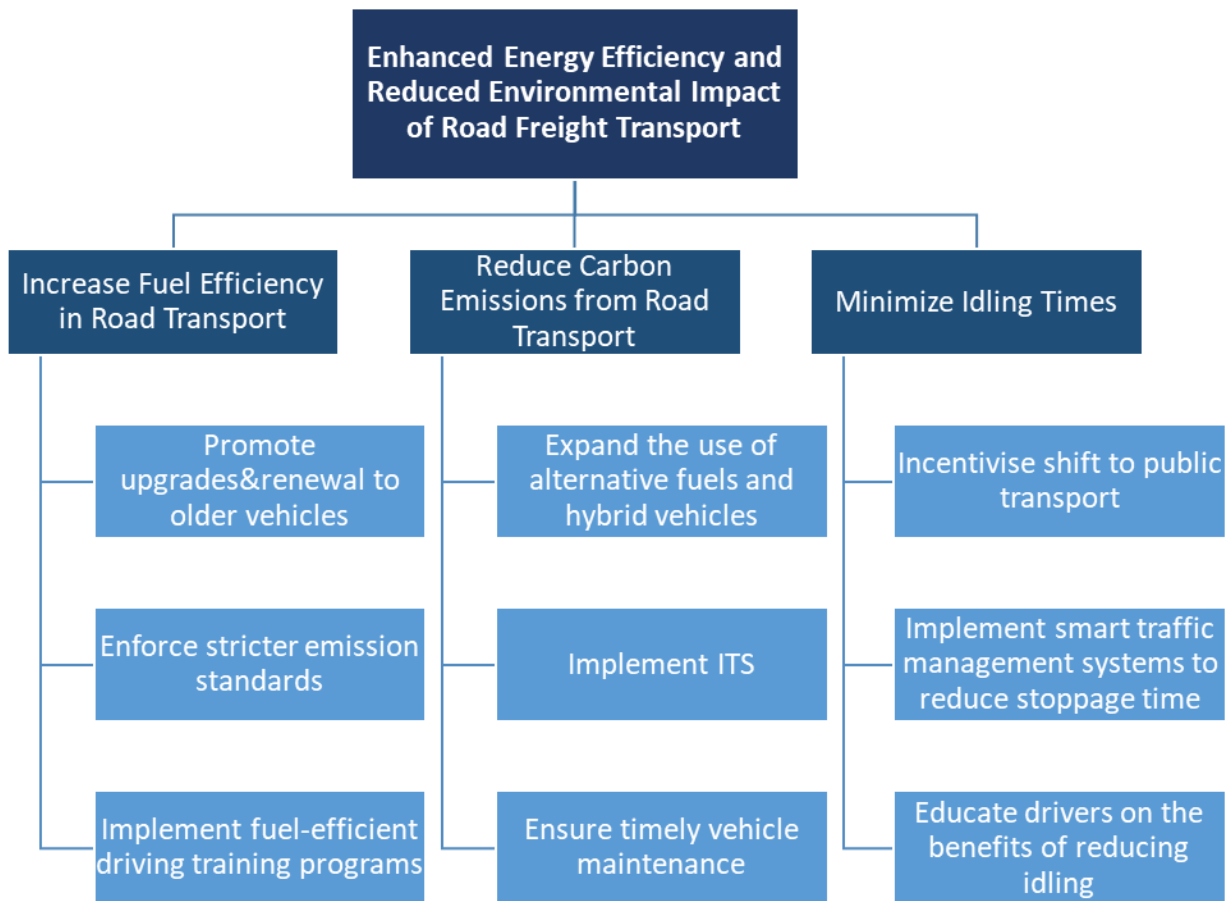 Enhanced Energy Efficiency and
Reduced Environmental Impact
of Road Freight Transport
Increase Fuel Efficiency
in Road Transport
Reduce Carbon
Emissions from Road
Transport
Minimize Idling Times
Promote
upgrades&renewal to
older vehicles
Expand the use of
alternative fuels and
hybrid vehicles
Incentivise shift to public
transport
Enforce stricter emission
standards
Implement ITS
Implement smart traffic
management systems to
reduce stoppage time
Implement fuel-efficient
driving training programs
Ensure timely vehicle
maintenance
Educate drivers on the
benefits of reducing
idling